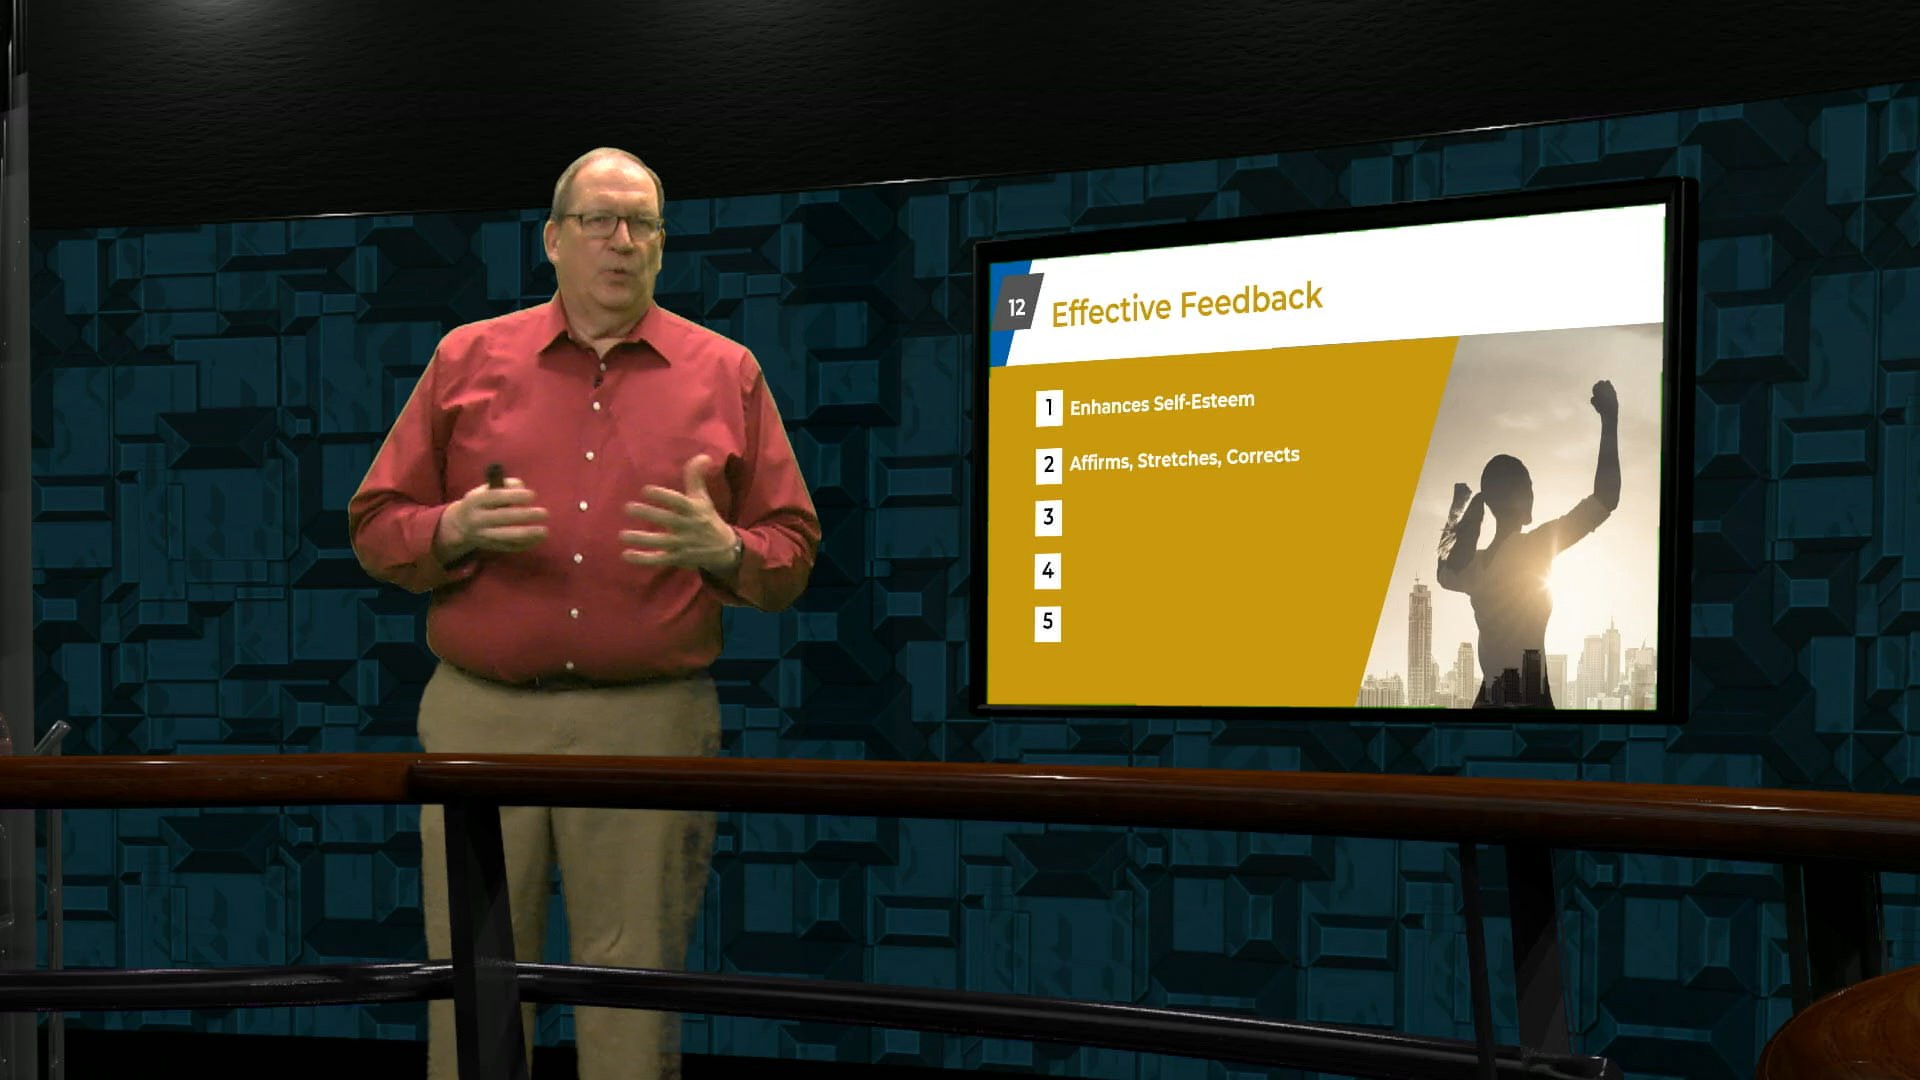 12
Effective Feedback
1 Enhances Self-Esteem
2 Affirms, Stretches, Corrects
3
4
5